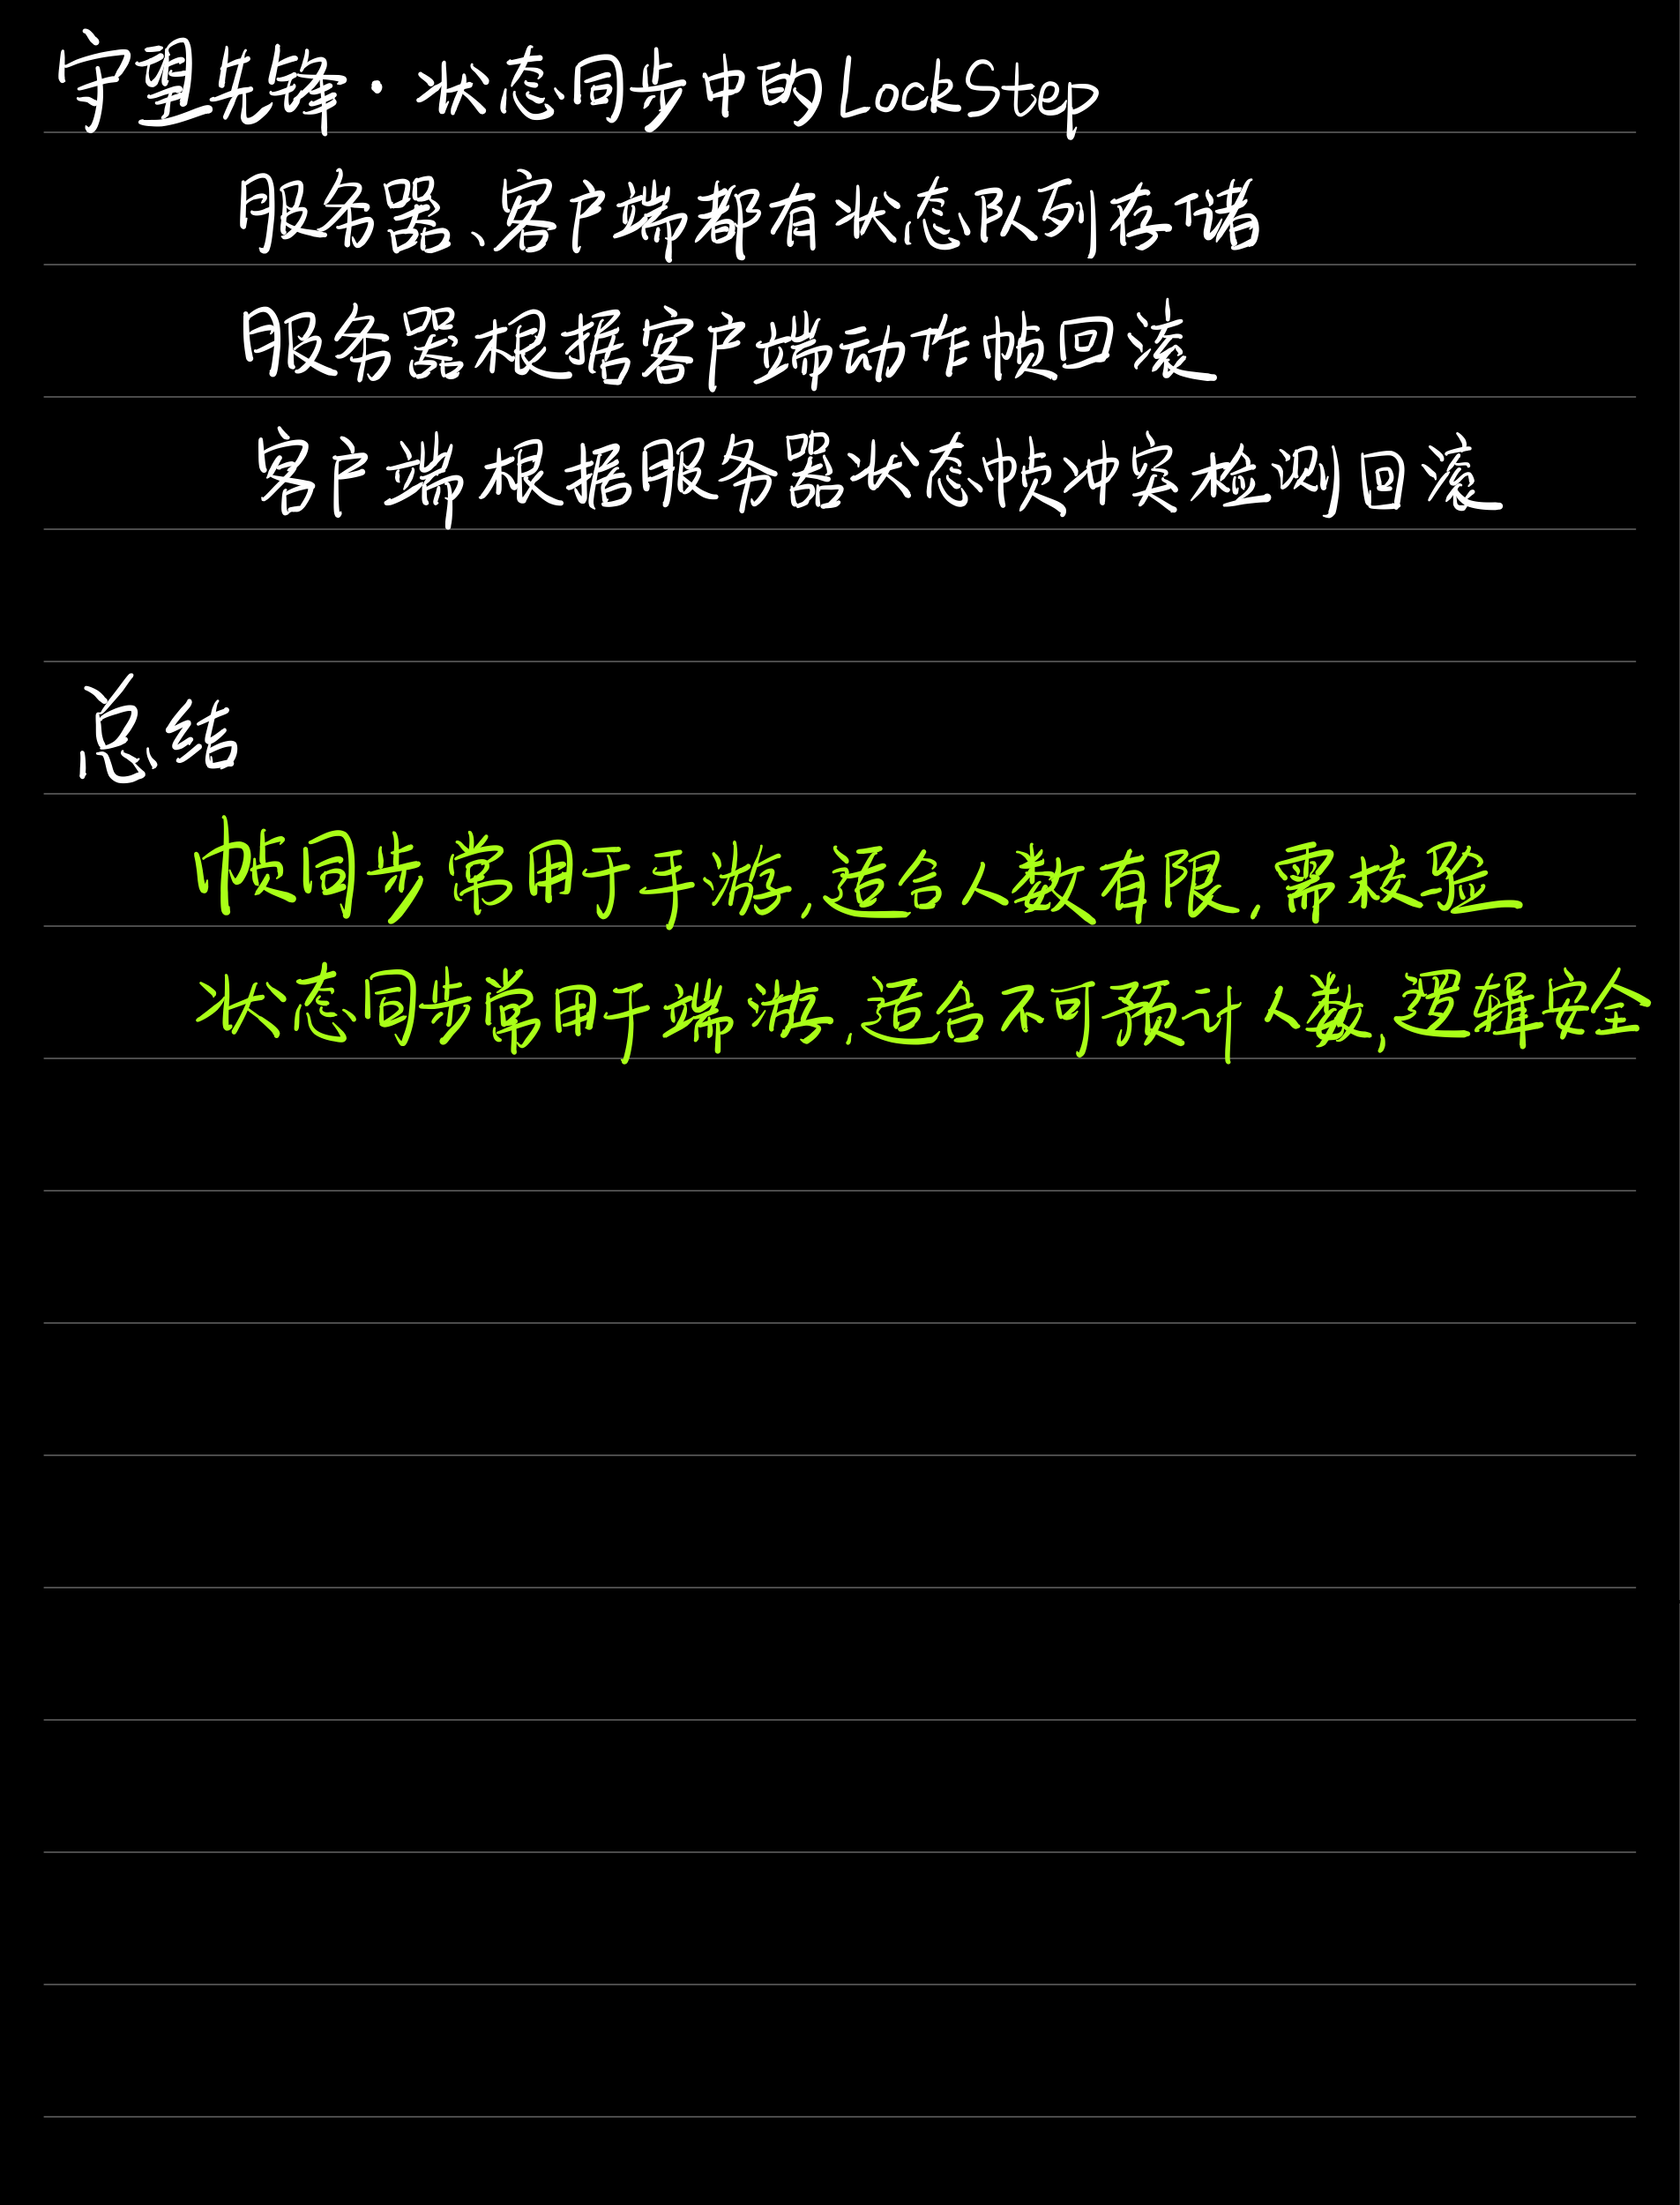 守望先锋·状态同步中的LockStep
服务器、客户端都有状态队列存储
服务器根据客户端动作帧回滚
客户端根据服务器状态帧冲突检测回滚
总结
帧同步常用于手游,适合人数有限,需校验
状态同步常用于端游,适合不可预计人数,逻辑安全